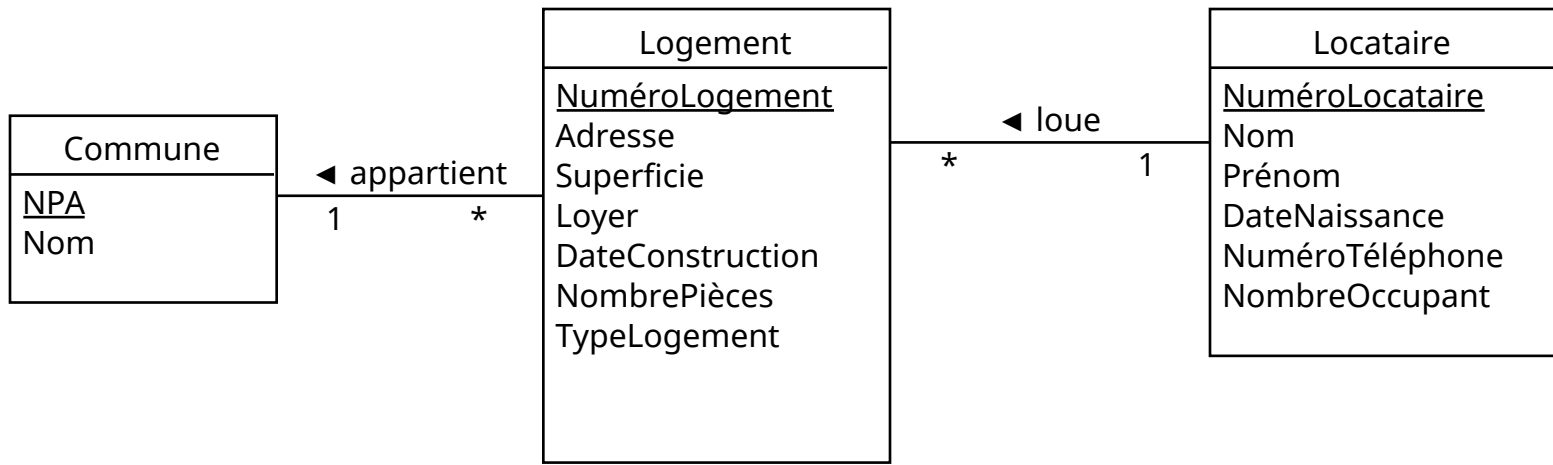 Commune
NPA
Nom
◄ appartient
1
*
Logement
NuméroLogement
Adresse
Superficie
Loyer
DateConstruction
NombrePièces
TypeLogement
◄ loue
*
1
Locataire
NuméroLocataire
Nom
Prénom
DateNaissance
NuméroTéléphone
NombreOccupant